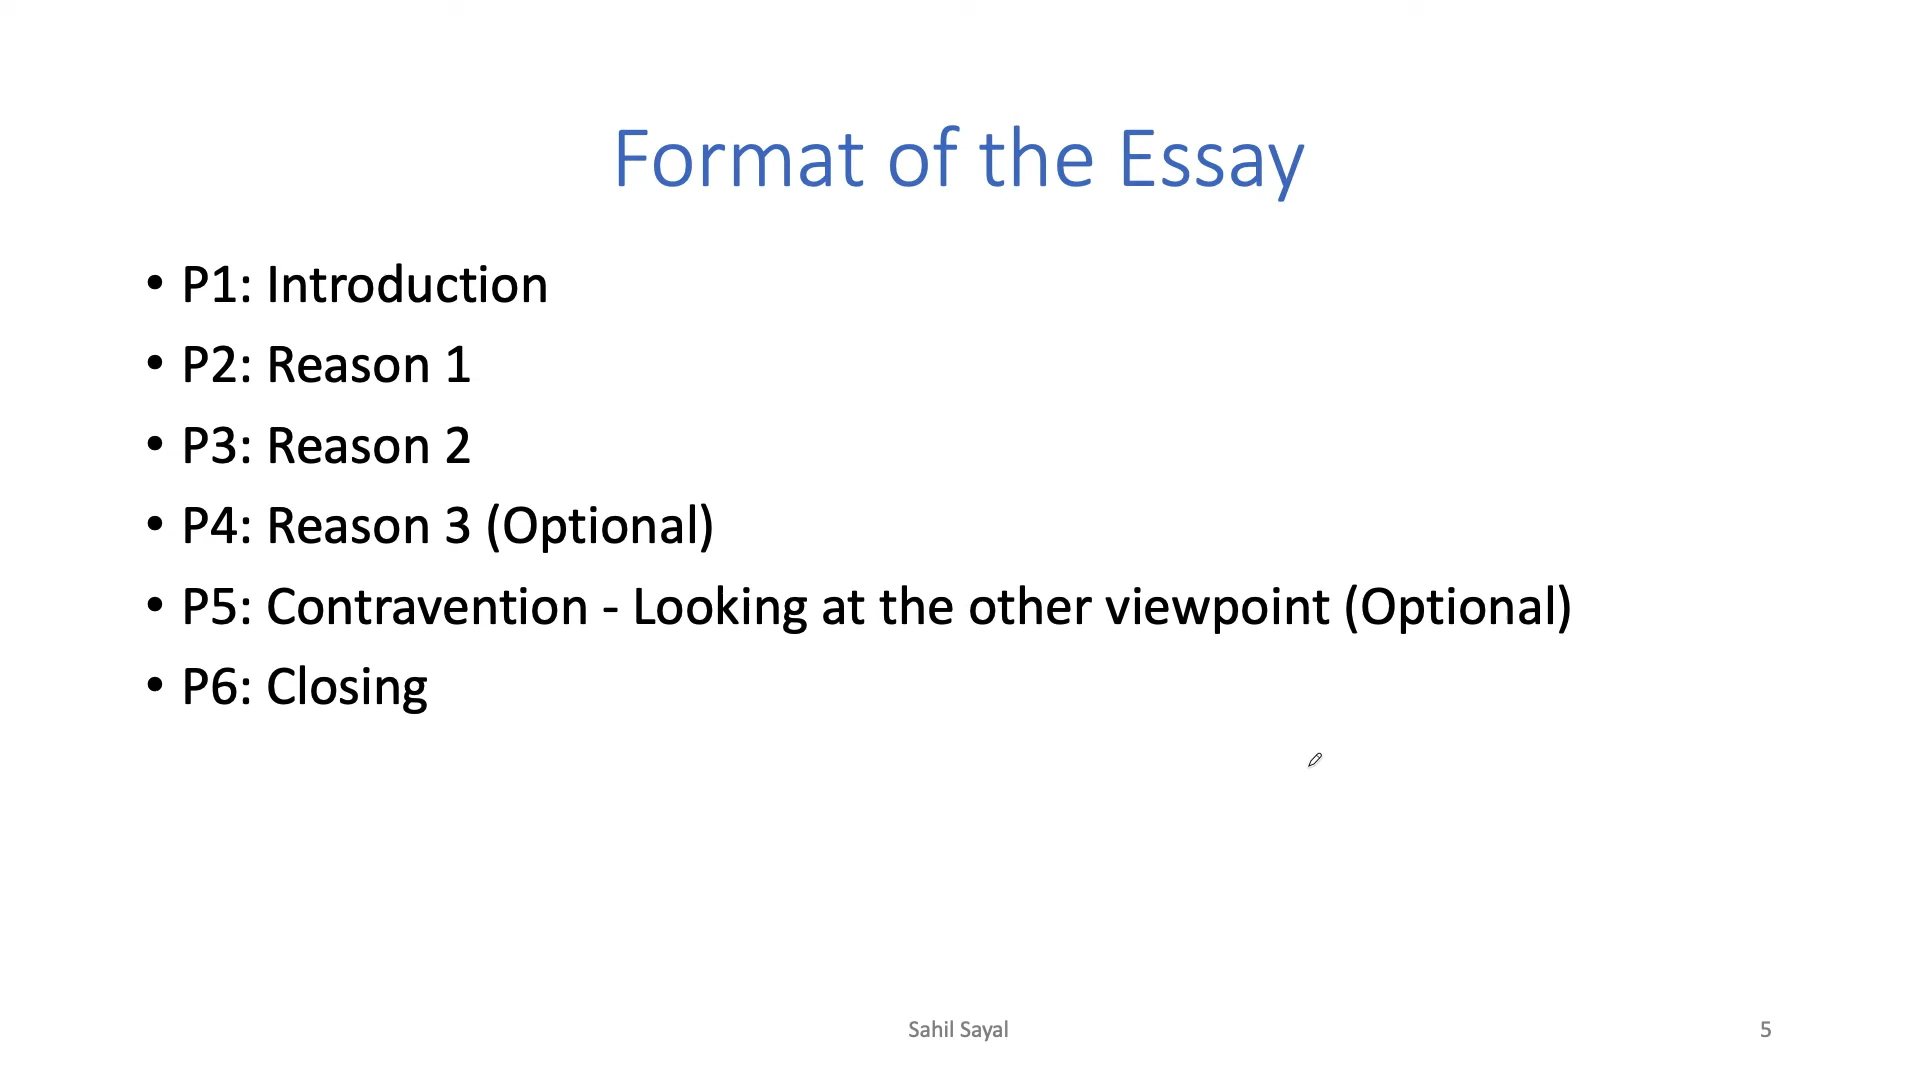 Format of the Essay
• P1: Introduction
• P2: Reason 1
• P3: Reason 2
• P4: Reason 3 (Optional)
• P5: Contravention - Looking at the other viewpoint (Optional)
• P6: Closing
Sahil Sayal
5